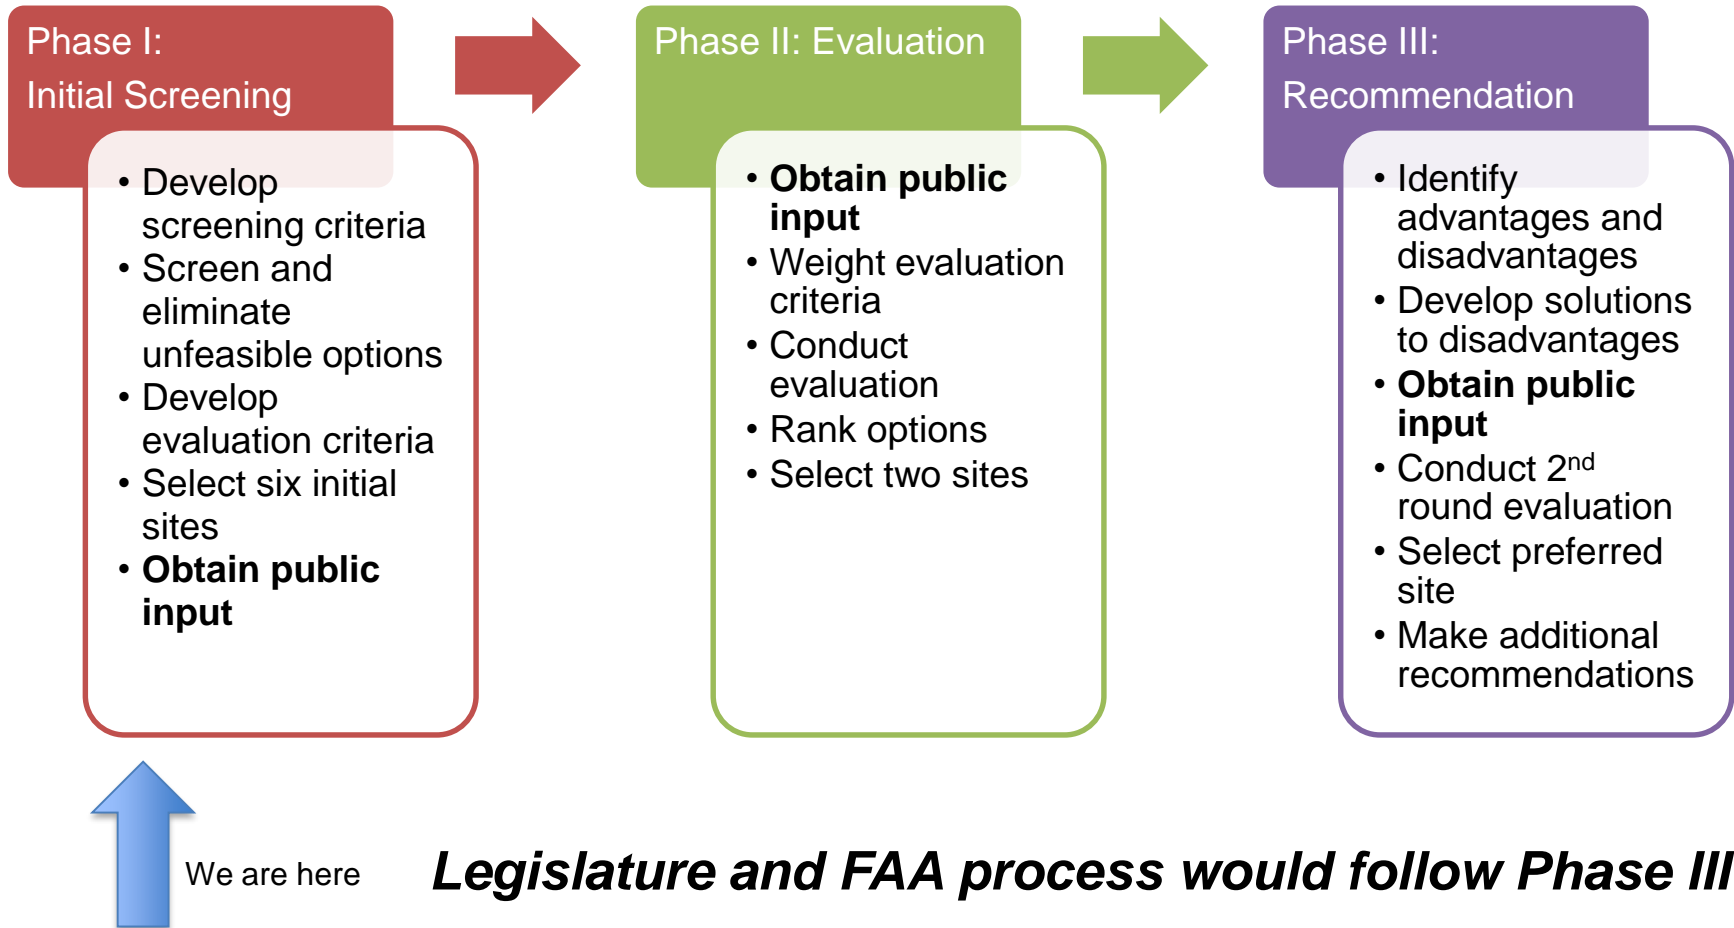 Phase I:
Initial Screening
• Develop
screening criteria
• Screen and
eliminate
unfeasible options
• Develop
evaluation criteria
• Select six initial
sites
• Obtain public
input
Phase II: Evaluation
• Obtain public
input
• Weight evaluation
criteria
• Conduct
evaluation
• Rank options
• Select two sites
Phase III:
Recommendation
• Identify
advantages and
disadvantages
• Develop solutions
to disadvantages
• Obtain public
input
• Conduct 2nd
round evaluation
• Select preferred
site
• Make additional
recommendations
We are here
Legislature and FAA process would follow Phase III